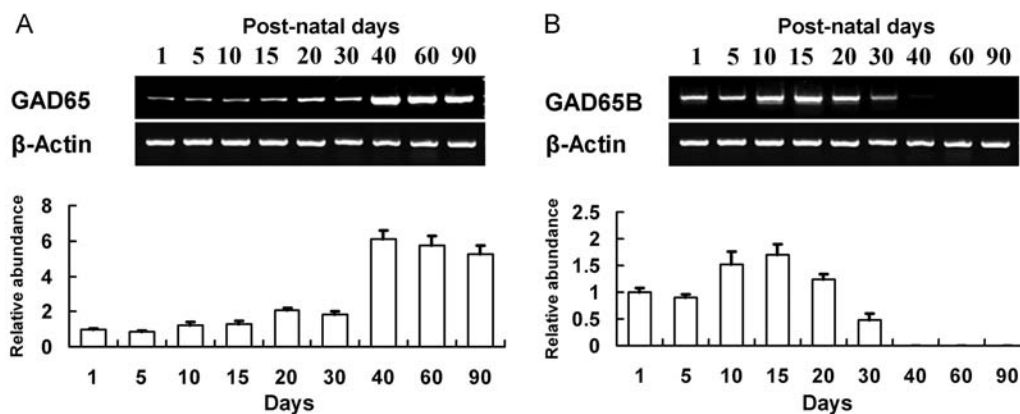 A
Post-natal days
1 5 10 15 20 30 40 60 90
GAD65
β-Actin
Relative abundance
8
6
4
2
0
1 5 10 15 20 30 40 60 90
Days
B
Post-natal days
1 5 10 15 20 30 40 60 90
GAD65B
β-Actin
Relative abundance
2.5
2
1.5
1
0.5
0
1 5 10 15 20 30 40 60 90
Days